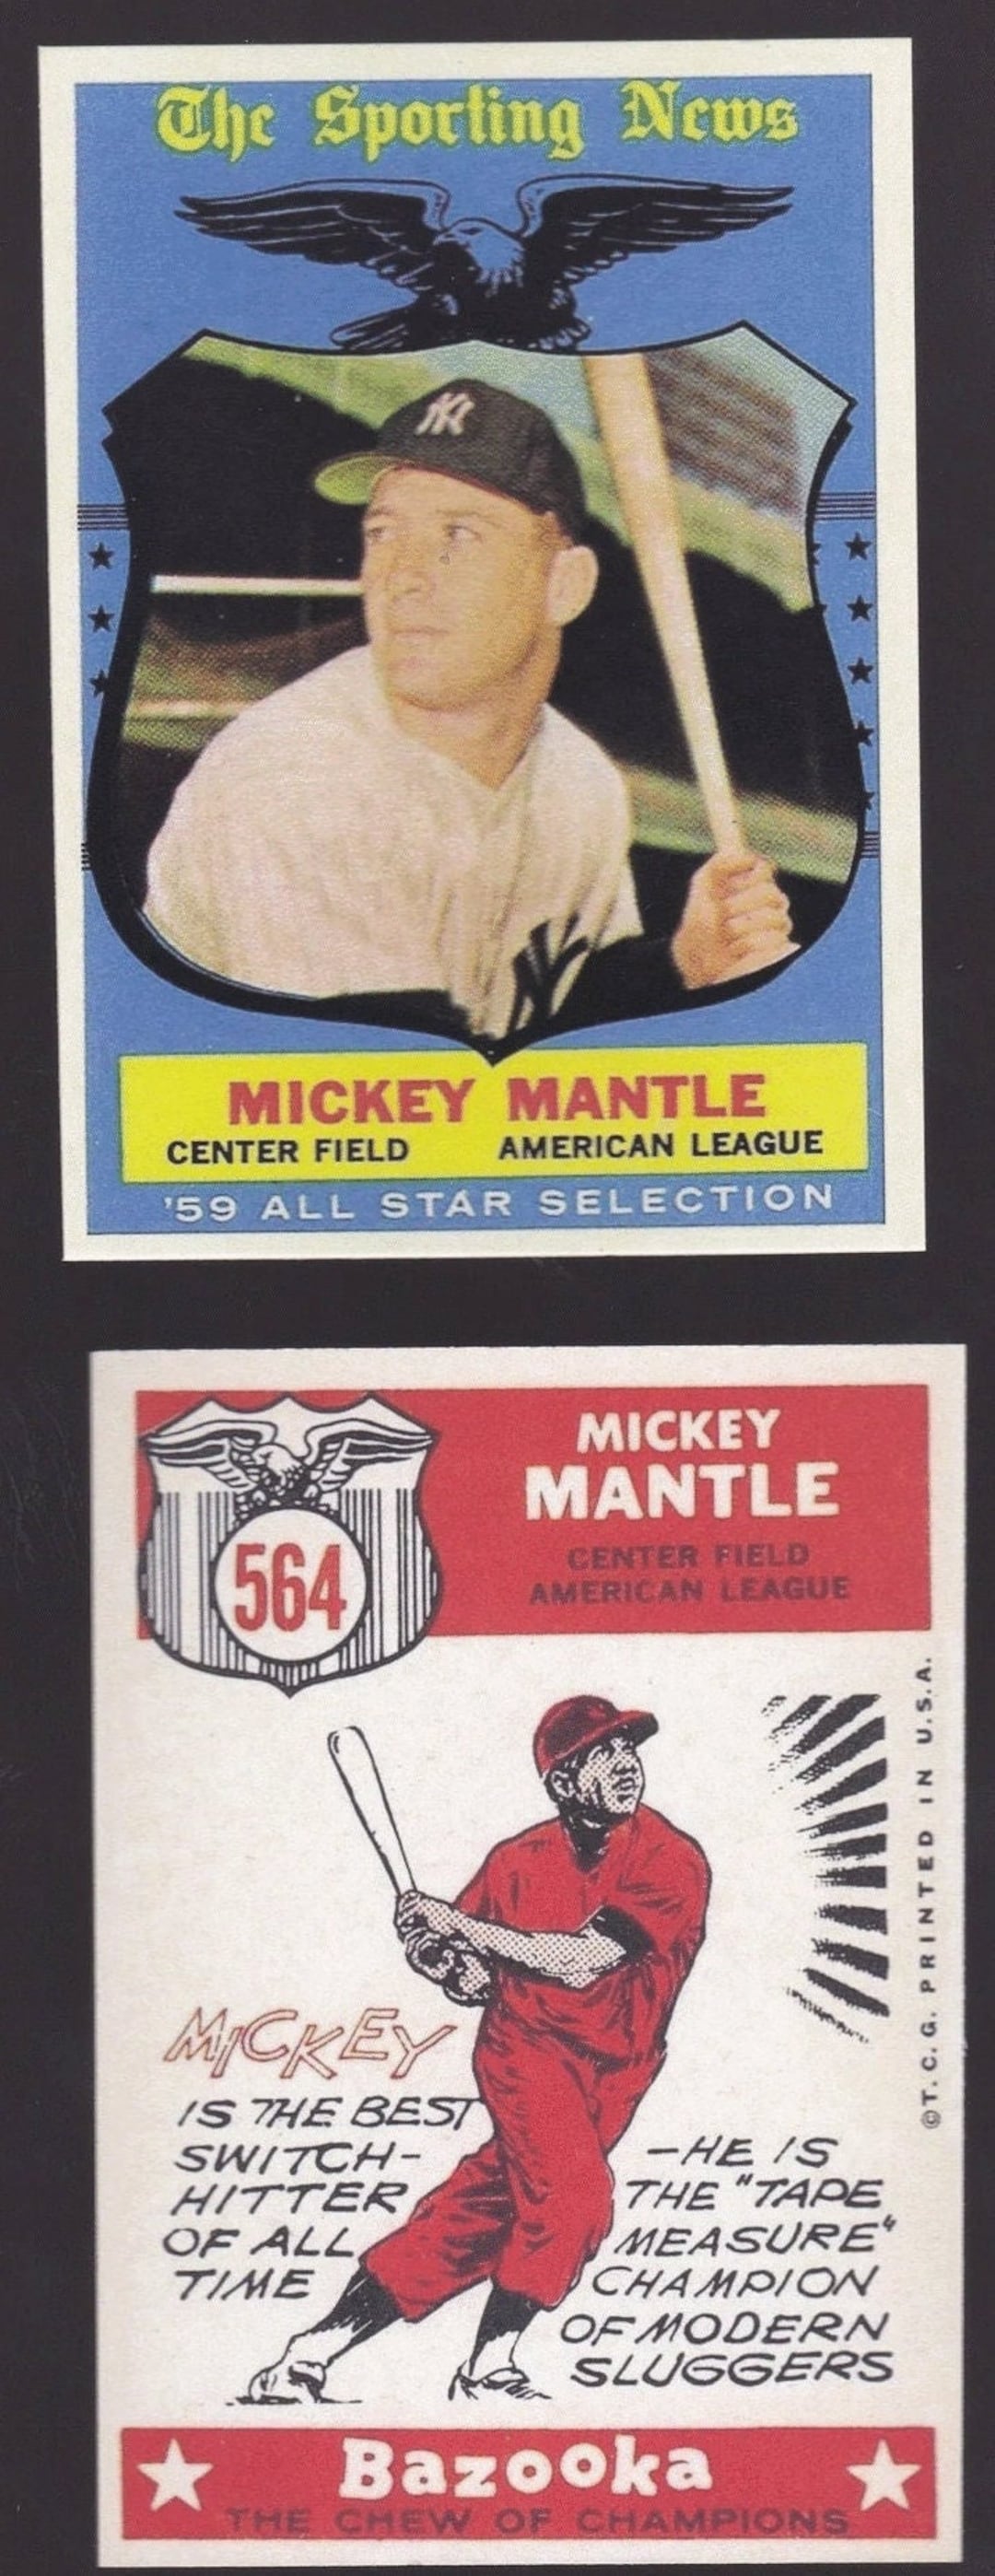 The Sporting News
NY
NY
MICKEY MANTLE
CENTER FIELD AMERICAN LEAGUE
'59 ALL STAR SELECTION
564
MICKEY
MANTLE
CENTER FIELD
AMERICAN LEAGUE
©T. C. G. PRINTED IN U.S.A.
MICKEY
IS THE BEST
SWITCH-
HITTER
OF ALL
TIME
-HE IS
THE "TAPE
MEASURE"
CHAMPION
OF MODERN
SLUGGERS
Bazooka
THE CHEW OF CHAMPIONS